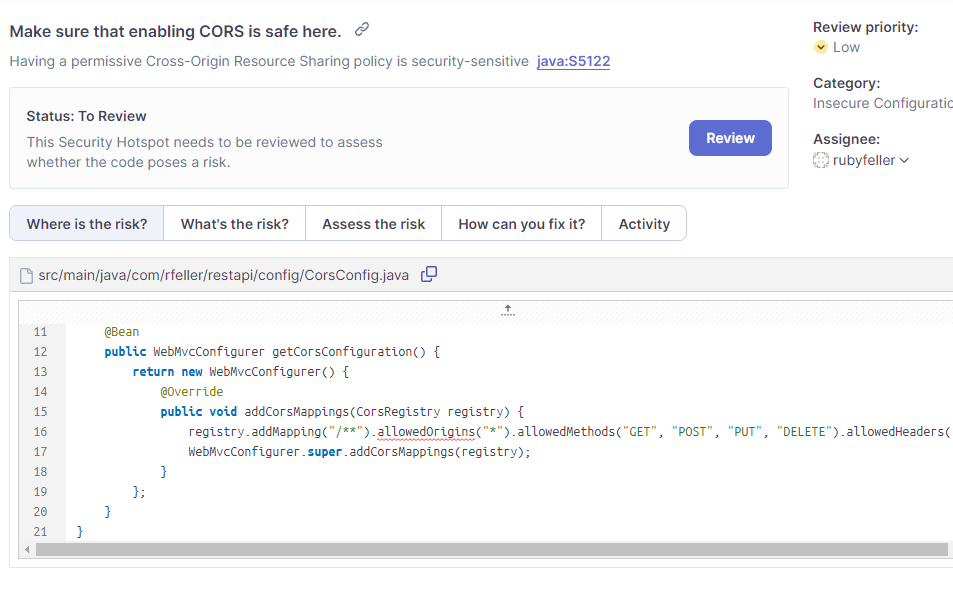 Make sure that enabling CORS is safe here.
Having a permissive Cross-Origin Resource Sharing policy is security-sensitive java:S5122
Status: To Review
This Security Hotspot needs to be reviewed to assess
whether the code poses a risk.
Review
Review priority:
Low
Category:
Insecure Configuratio
Assignee:
rubyfeller
Where is the risk?
What's the risk?
Assess the risk
How can you fix it?
Activity
src/main/java/com/rfeller/restapi/config/CorsConfig.java
11 @Bean
12 public WebMvcConfigurer getCorsConfiguration() {
13 return new WebMvcConfigurer() {
14 @Override
15 public void addCorsMappings(CorsRegistry registry) {
16 registry.addMapping("/**").allowedOrigins("*").allowedMethods("GET", "POST", "PUT", "DELETE").allowedHeaders(
17 WebMvcConfigurer.super.addCorsMappings(registry);
18 }
19 };
20 }
21 }